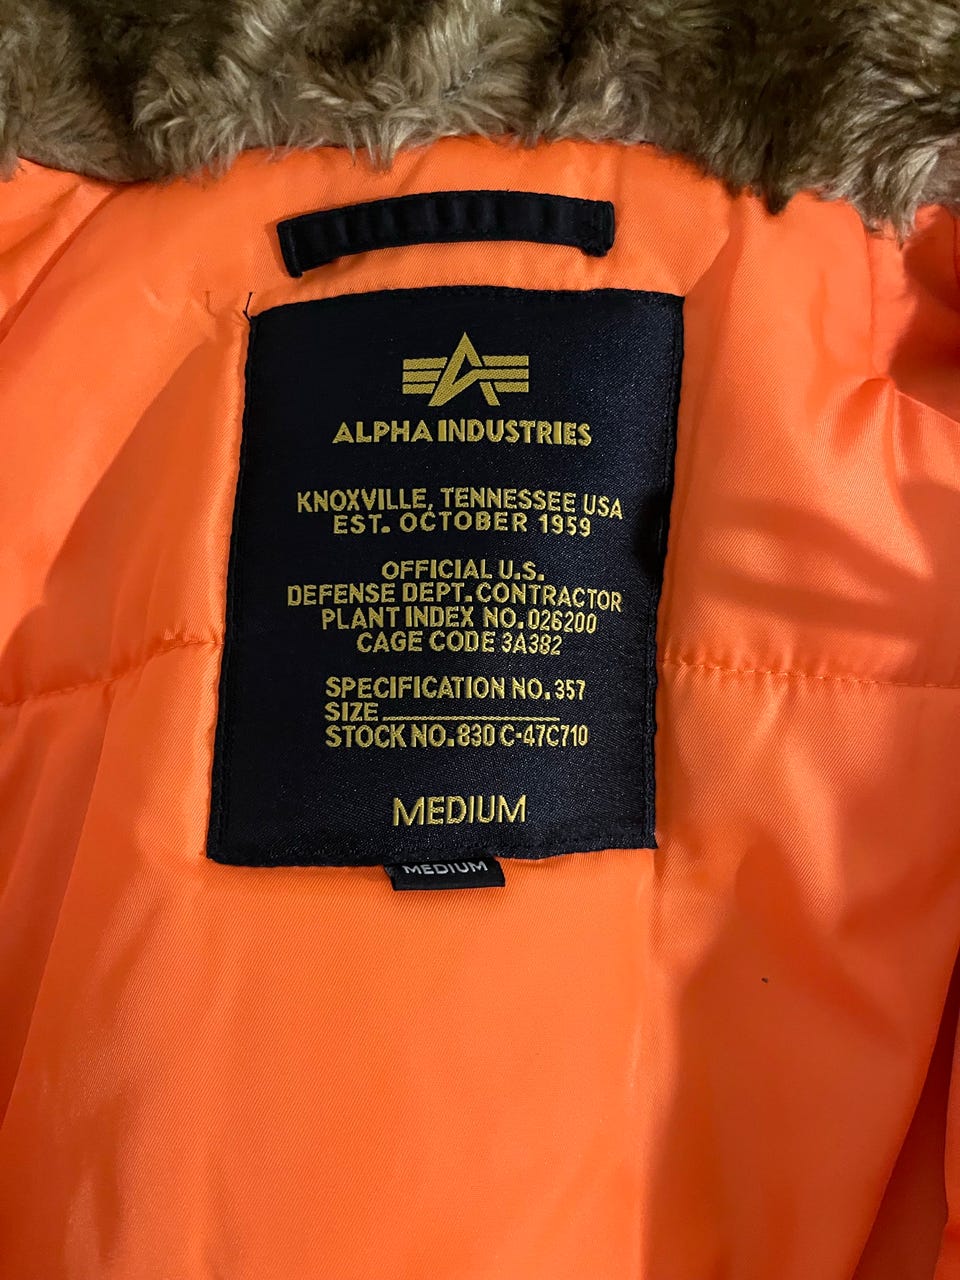 ALPHA INDUSTRIES
KNOXVILLE, TENNESSEE USA
EST. OCTOBER 1959
OFFICIAL U.S.
DEFENSE DEPT. CONTRACTOR
PLANT INDEX NO. 026200
CAGE CODE 3A382
SPECIFICATION NO. 357
SIZE
STOCK NO. 830 C-47C710
MEDIUM
MEDIUM